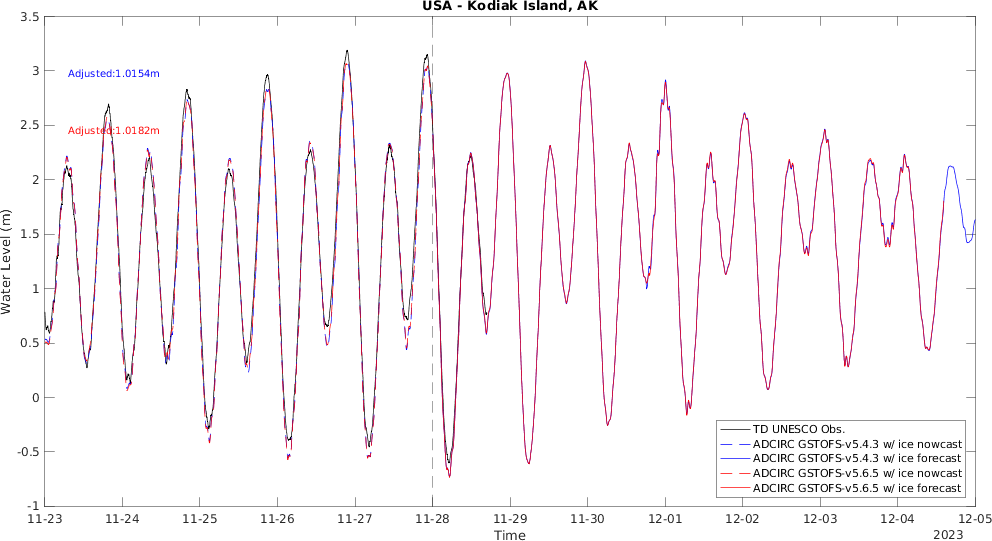 USA - Kodiak Island, AK
3.5
3
2.5
2
1.5
1
0.5
0
-0.5
-1
Water Level (m)
Adjusted:1.0154m
Adjusted:1.0182m
TD UNESCO Obs.
ADCIRC GSTOFS-v5.4.3 w/ ice nowcast
ADCIRC GSTOFS-v5.4.3 w/ ice forecast
ADCIRC GSTOFS-v5.6.5 w/ ice nowcast
ADCIRC GSTOFS-v5.6.5 w/ ice forecast
11-23 11-24 11-25 11-26 11-27 11-28 11-29 11-30 12-01 12-02 12-03 12-04 12-05
Time
2023